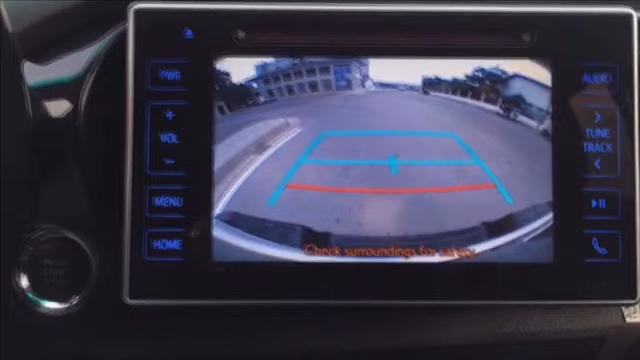 PWR
+
VOL
-
MENU
HOME
Check surroundings for safety.
AUDIO
TUNE
TRACK